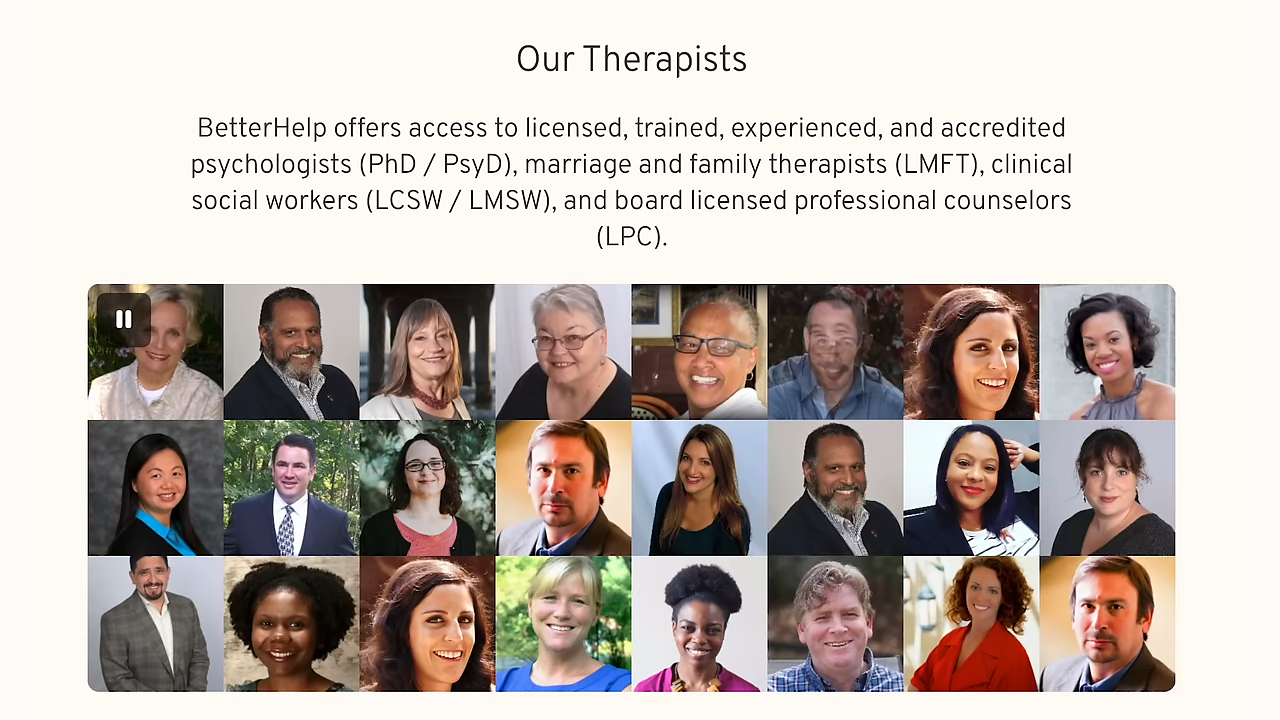 Our Therapists
BetterHelp offers access to licensed, trained, experienced, and accredited
psychologists (PhD / PsyD), marriage and family therapists (LMFT), clinical
social workers (LCSW / LMSW), and board licensed professional counselors
(LPC).